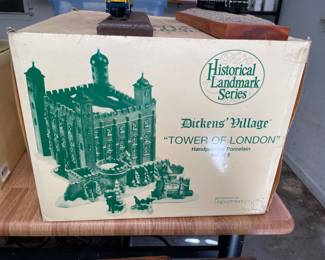 Historical
Landmark
Series
Dickens' Village
"TOWER OF LONDON"
Handpainted Porcelain